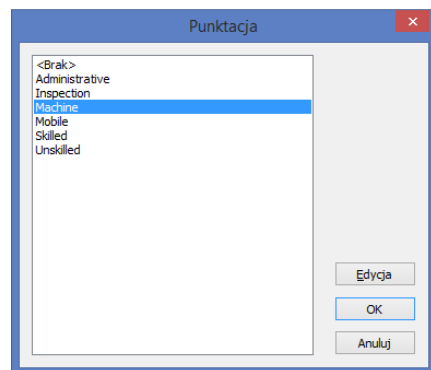 Punktacja
<Brak>
Administrative
Inspection
Machine
Mobile
Skilled
Unskilled
Edycja
OK
Anuluj